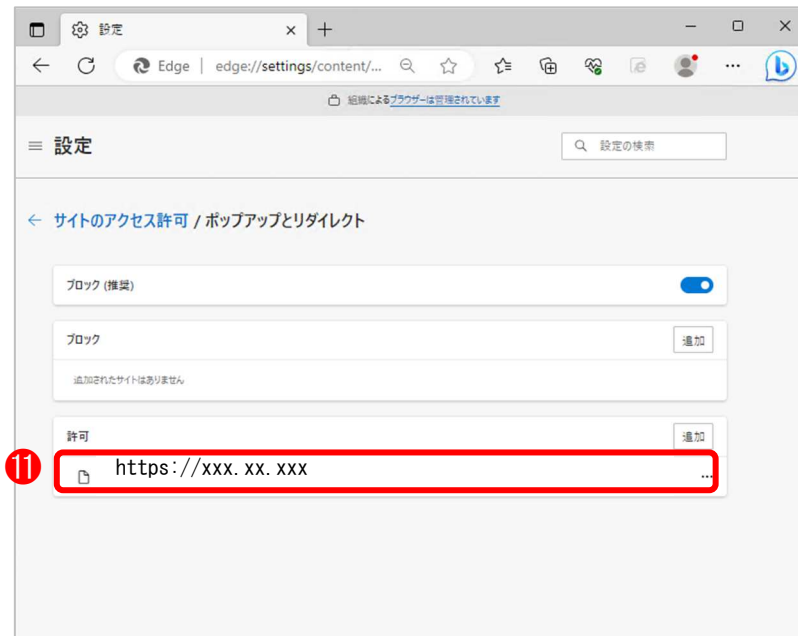 設定
Edge | edge://settings/content/...
組織によるブラウザーは管理されています
設定
設定の検索
サイトのアクセス許可 / ポップアップとリダイレクト
ブロック (推奨)
ブロック
追加
追加されたサイトはありません
許可
追加
11
https://xxx.xx.xxx